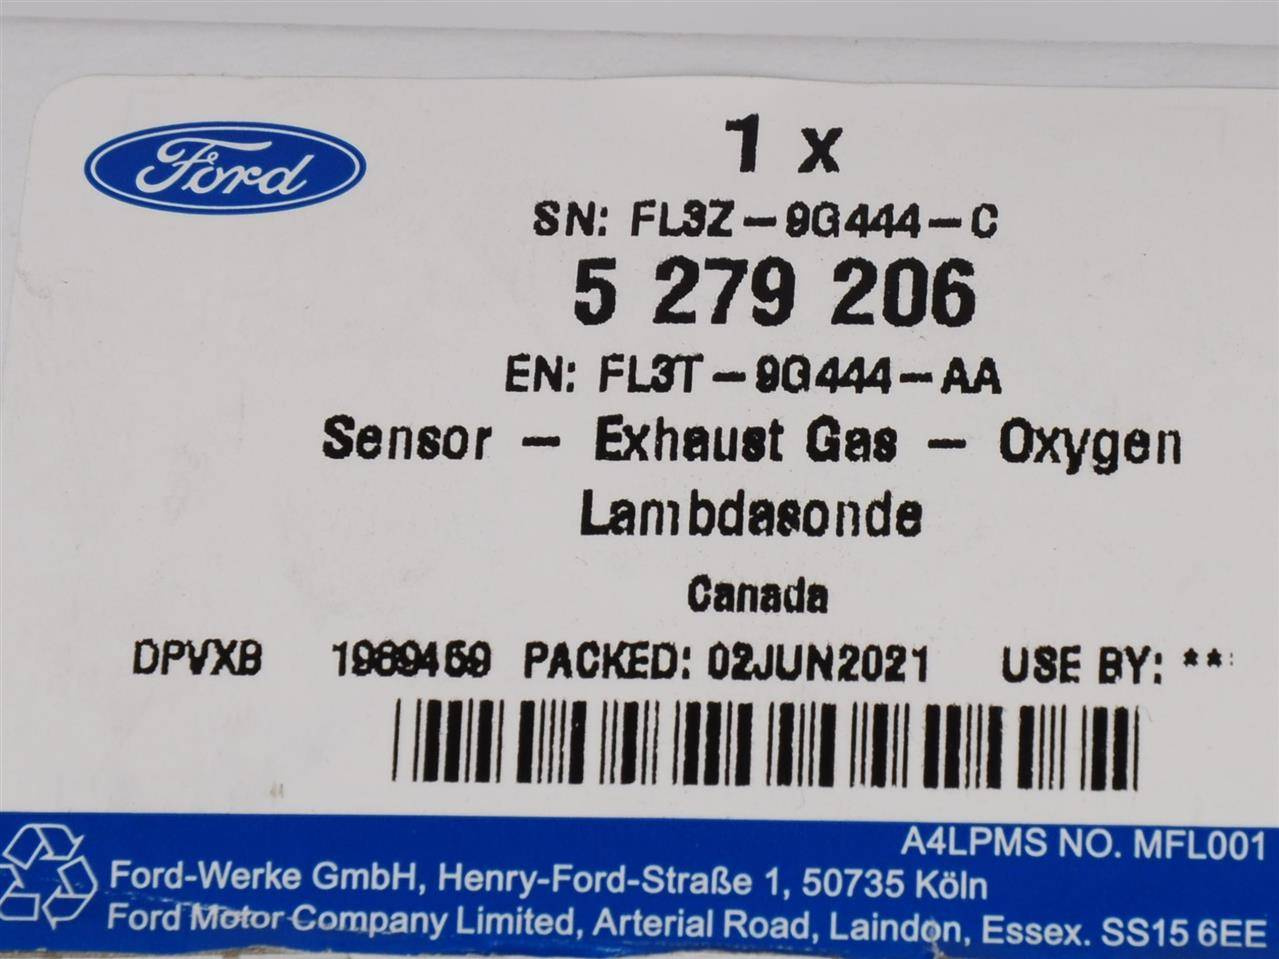 Ford
1 x
SN: FL3Z-9G444-C
5 279 206
EN: FL3T-9G444-AA
Sensor - Exhaust Gas - Oxygen
Lambdasonde
Canada
DPVXB 1989459 PACKED: 02JUN2021 USE BY: **
A4LPMS NO. MFL001
Ford-Werke GmbH, Henry-Ford-Straße 1, 50735 Köln
Ford Motor Company Limited, Arterial Road, Laindon, Essex. SS15 6EE